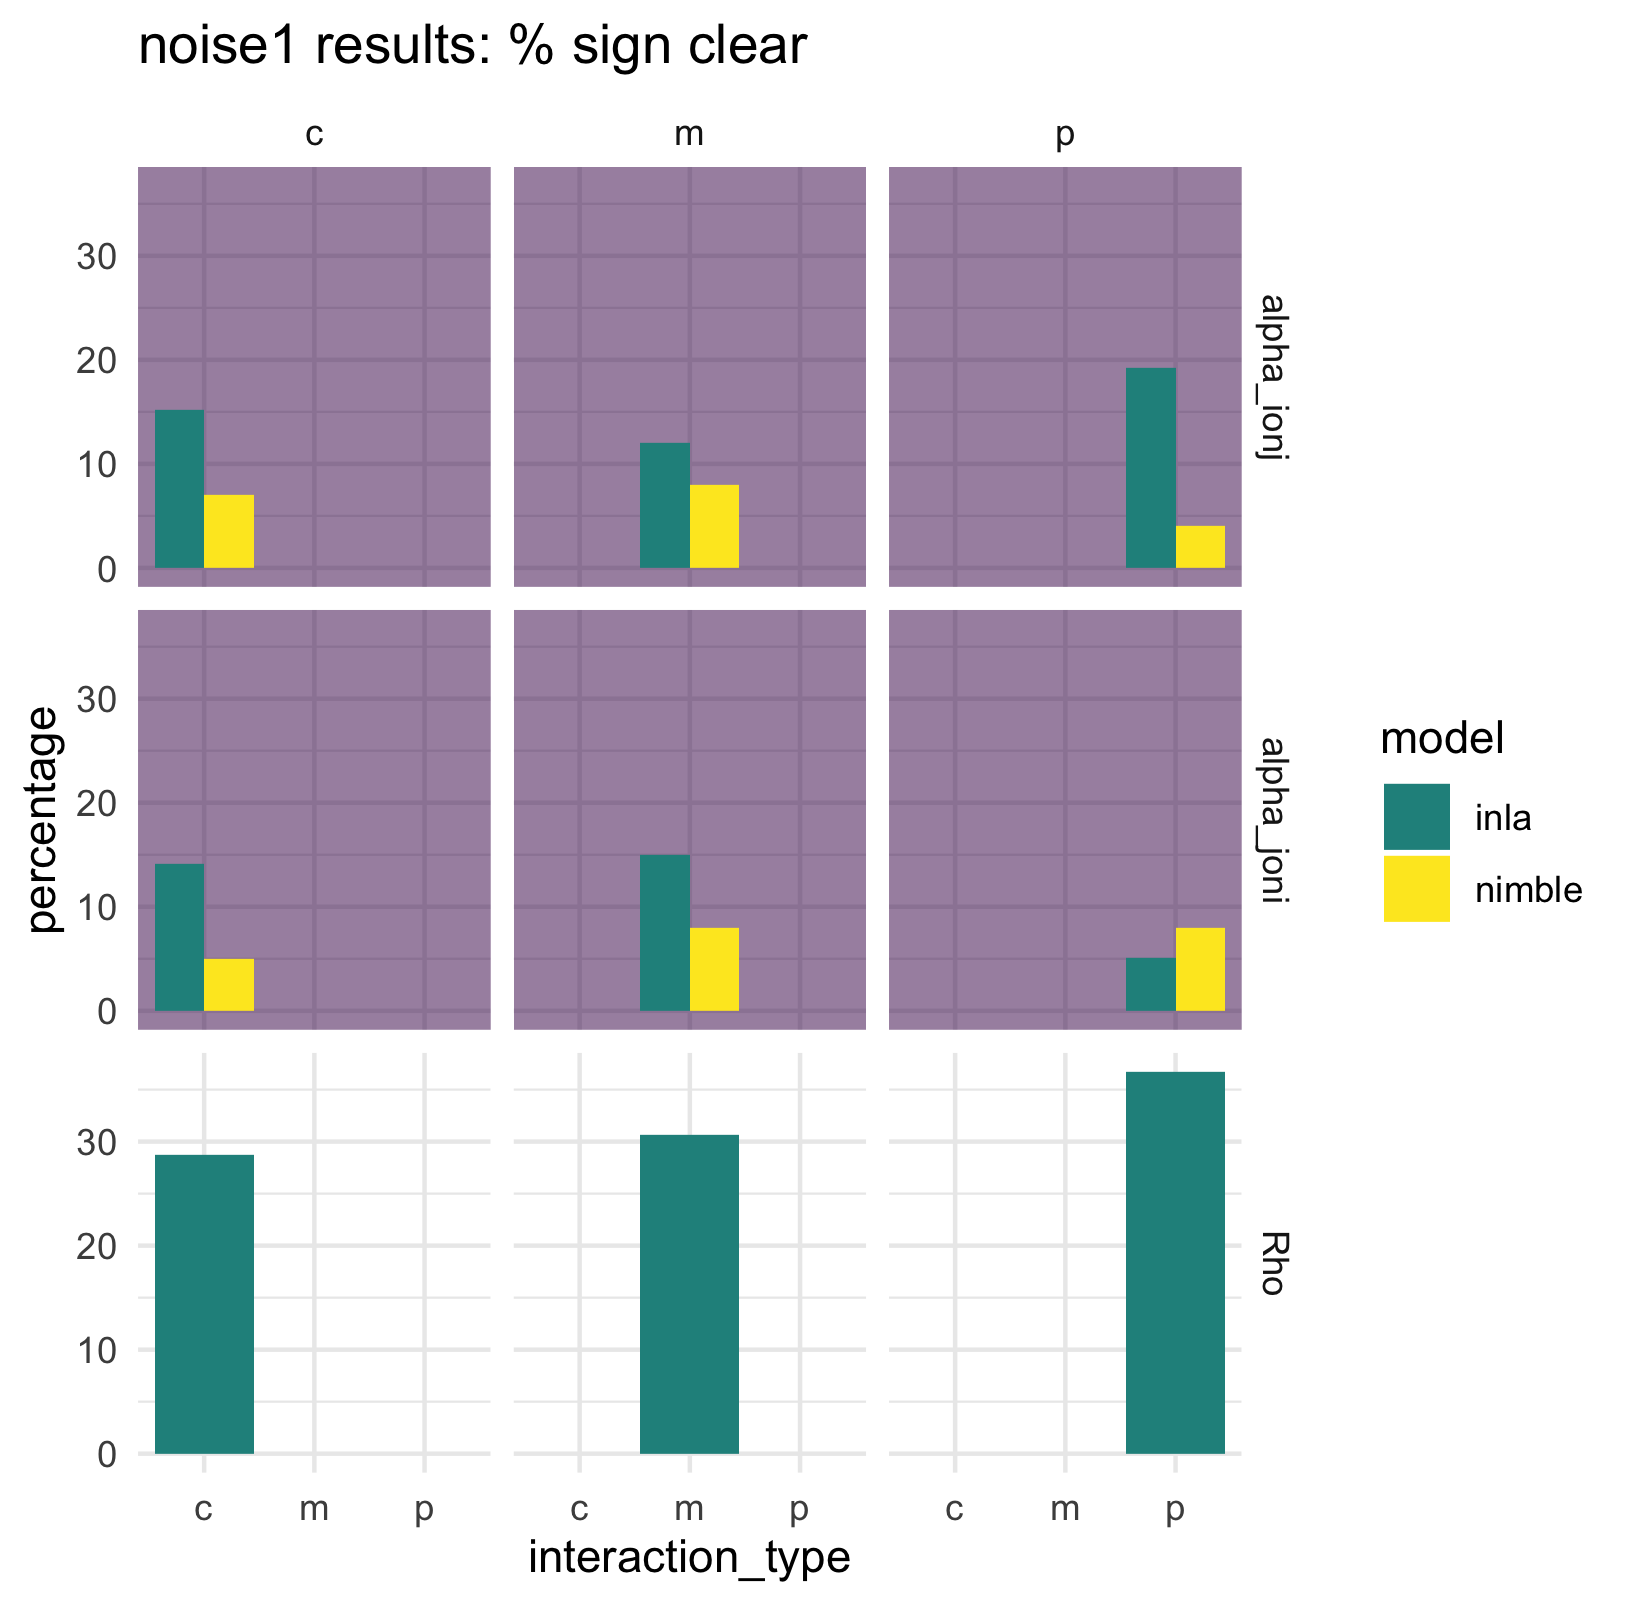 noise1 results: % sign clear
c m p
30
20
10
0
alpha_ionj
30
20
10
0
alpha_joni
30
20
10
0
Rho
c m p c m p c m p
interaction_type
percentage
model
inla
nimble